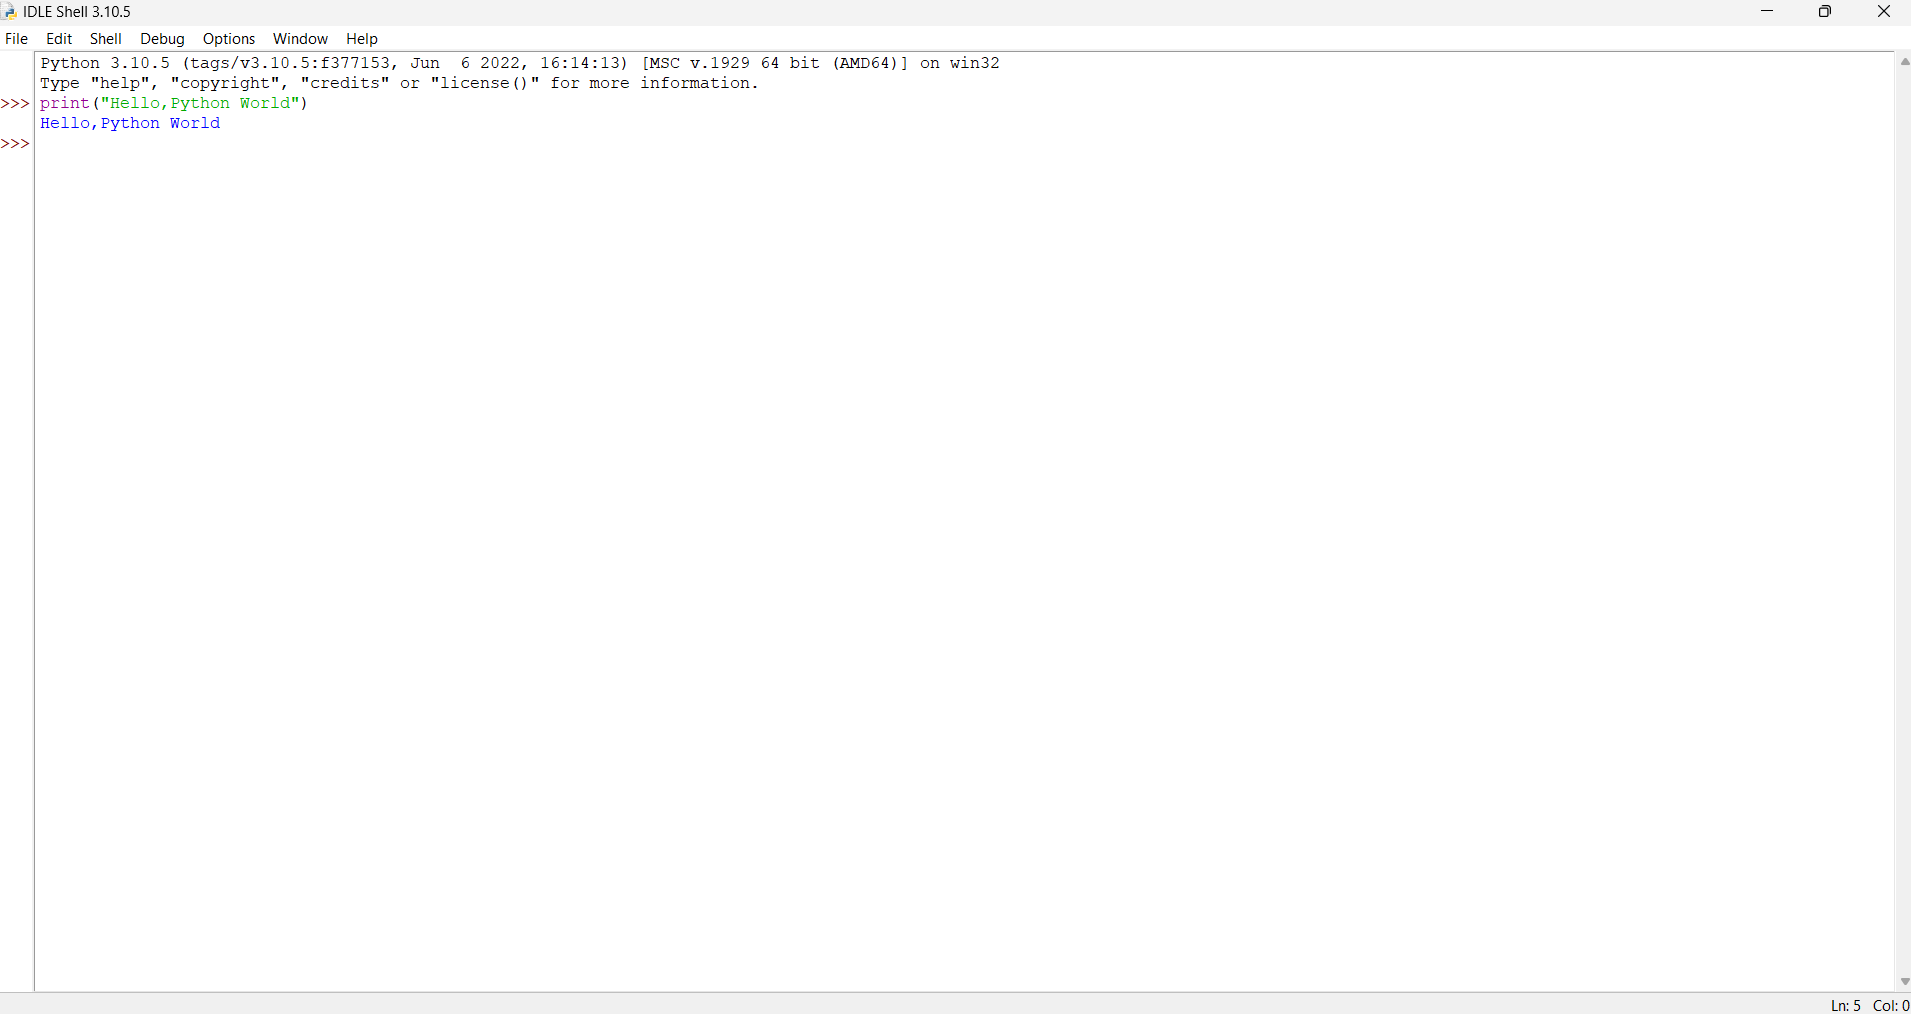 IDLE Shell 3.10.5
File Edit Shell Debug Options Window Help
Python 3.10.5 (tags/v3.10.5:f377153, Jun  6 2022, 16:14:13) [MSC v.1929 64 bit (AMD64)] on win32
Type "help", "copyright", "credits" or "license()" for more information.
>>> print("Hello,Python World")
Hello,Python World
>>>
Ln: 5 Col: 0